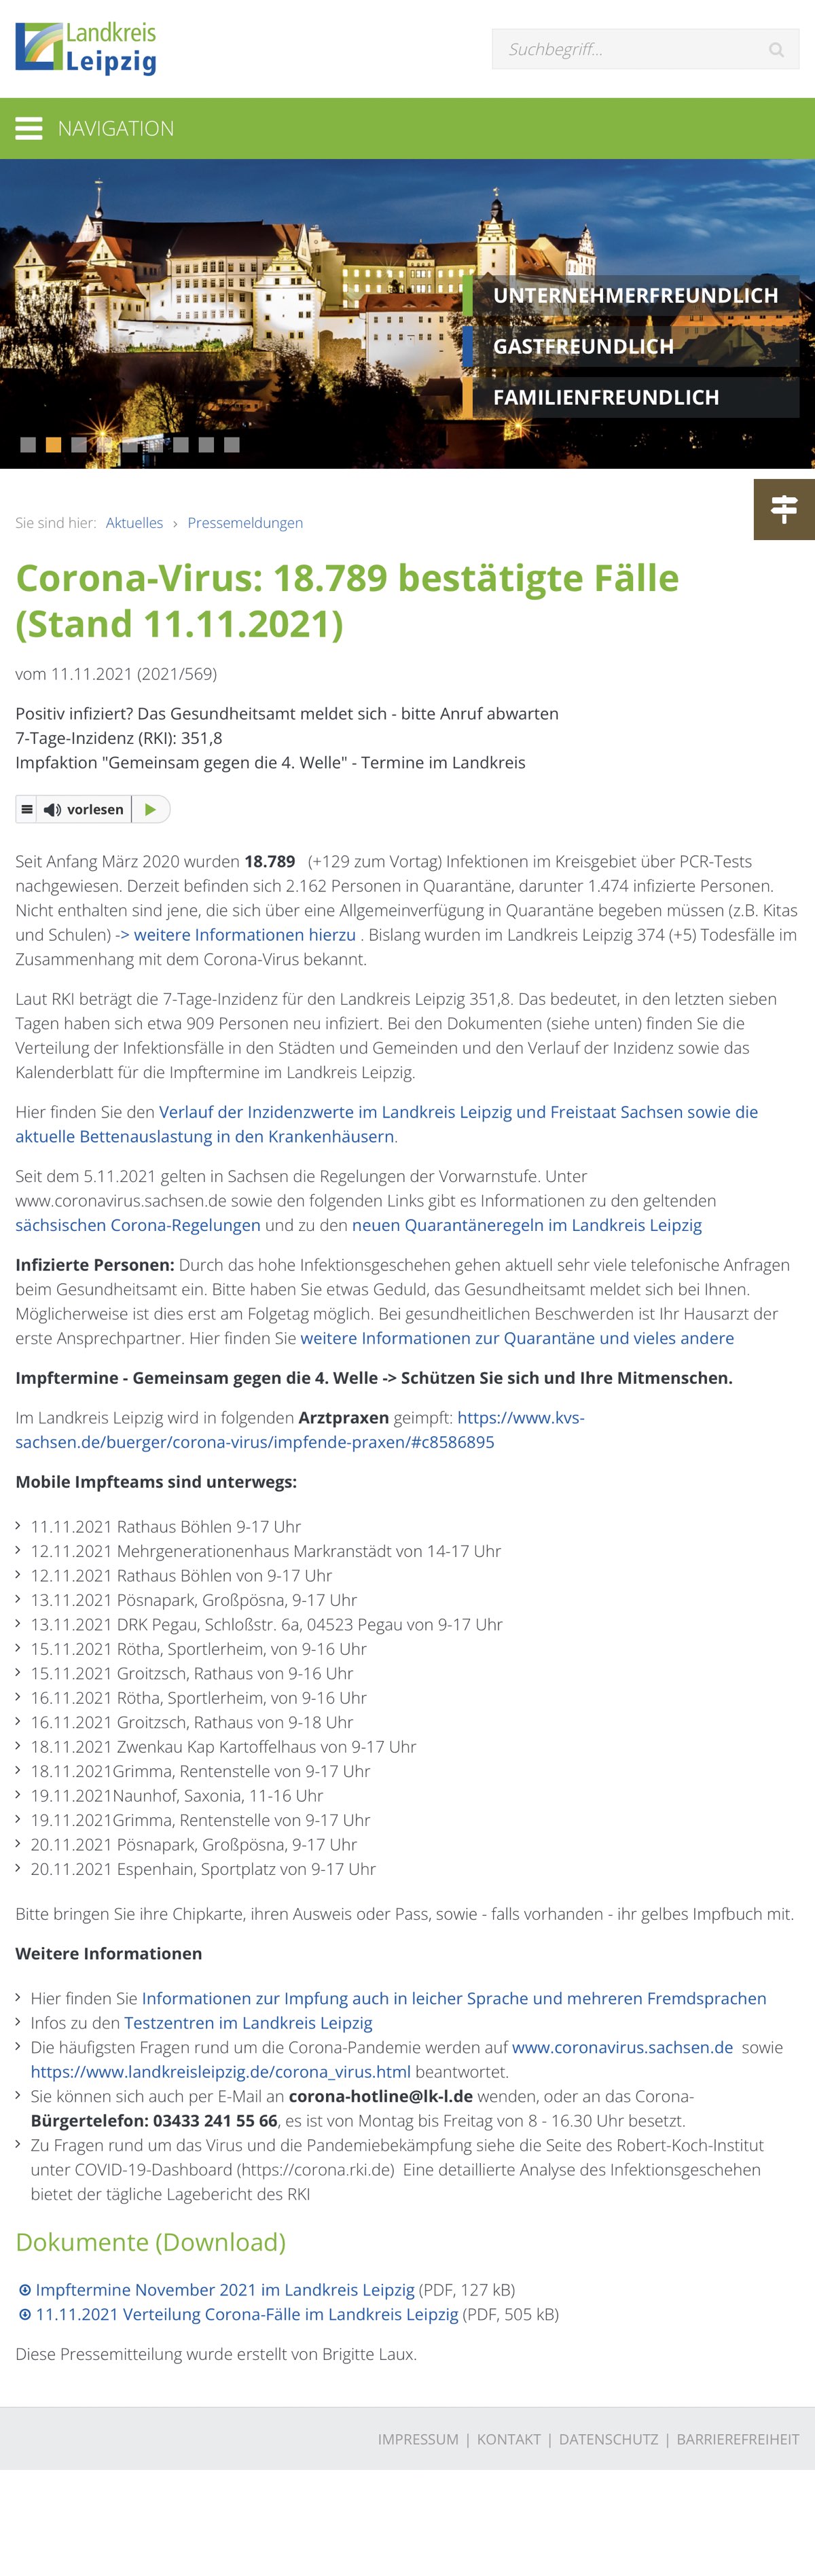 Landkreis
Leipzig
Suchbegriff...
NAVIGATION
UNTERNEHMERFREUNDLICH
GASTFREUNDLICH
FAMILIENFREUNDLICH
Sie sind hier: Aktuelles › Pressemeldungen
Corona-Virus: 18.789 bestätigte Fälle
(Stand 11.11.2021)
vom 11.11.2021 (2021/569)
Positiv infiziert? Das Gesundheitsamt meldet sich - bitte Anruf abwarten
7-Tage-Inzidenz (RKI): 351,8
Impfaktion "Gemeinsam gegen die 4. Welle" - Termine im Landkreis
vorlesen
Seit Anfang März 2020 wurden 18.789 (+129 zum Vortag) Infektionen im Kreisgebiet über PCR-Tests
nachgewiesen. Derzeit befinden sich 2.162 Personen in Quarantäne, darunter 1.474 infizierte Personen.
Nicht enthalten sind jene, die sich über eine Allgemeinverfügung in Quarantäne begeben müssen (z.B. Kitas
und Schulen) -> weitere Informationen hierzu . Bislang wurden im Landkreis Leipzig 374 (+5) Todesfälle im
Zusammenhang mit dem Corona-Virus bekannt.
Laut RKI beträgt die 7-Tage-Inzidenz für den Landkreis Leipzig 351,8. Das bedeutet, in den letzten sieben
Tagen haben sich etwa 909 Personen neu infiziert. Bei den Dokumenten (siehe unten) finden Sie die
Verteilung der Infektionsfälle in den Städten und Gemeinden und den Verlauf der Inzidenz sowie das
Kalenderblatt für die Impftermine im Landkreis Leipzig.
Hier finden Sie den Verlauf der Inzidenzwerte im Landkreis Leipzig und Freistaat Sachsen sowie die
aktuelle Bettenauslastung in den Krankenhäusern.
Seit dem 5.11.2021 gelten in Sachsen die Regelungen der Vorwarnstufe. Unter
www.coronavirus.sachsen.de sowie den folgenden Links gibt es Informationen zu den geltenden
sächsischen Corona-Regelungen und zu den neuen Quarantäneregeln im Landkreis Leipzig
Infizierte Personen: Durch das hohe Infektionsgeschehen gehen aktuell sehr viele telefonische Anfragen
beim Gesundheitsamt ein. Bitte haben Sie etwas Geduld, das Gesundheitsamt meldet sich bei Ihnen.
Möglicherweise ist dies erst am Folgetag möglich. Bei gesundheitlichen Beschwerden ist Ihr Hausarzt der
erste Ansprechpartner. Hier finden Sie weitere Informationen zur Quarantäne und vieles andere
Impftermine - Gemeinsam gegen die 4. Welle -> Schützen Sie sich und Ihre Mitmenschen.
Im Landkreis Leipzig wird in folgenden Arztpraxen geimpft: https://www.kvs-
sachsen.de/buerger/corona-virus/impfende-praxen/#c8586895
Mobile Impfteams sind unterwegs:
11.11.2021 Rathaus Böhlen 9-17 Uhr
12.11.2021 Mehrgenerationenhaus Markranstädt von 14-17 Uhr
12.11.2021 Rathaus Böhlen von 9-17 Uhr
13.11.2021 Pösnapark, Großpösna, 9-17 Uhr
13.11.2021 DRK Pegau, Schloßstr. 6a, 04523 Pegau von 9-17 Uhr
15.11.2021 Rötha, Sportlerheim, von 9-16 Uhr
15.11.2021 Groitzsch, Rathaus von 9-16 Uhr
16.11.2021 Rötha, Sportlerheim, von 9-16 Uhr
16.11.2021 Groitzsch, Rathaus von 9-18 Uhr
18.11.2021 Zwenkau Kap Kartoffelhaus von 9-17 Uhr
18.11.2021Grimma, Rentenstelle von 9-17 Uhr
19.11.2021Naunhof, Saxonia, 11-16 Uhr
19.11.2021Grimma, Rentenstelle von 9-17 Uhr
20.11.2021 Pösnapark, Großpösna, 9-17 Uhr
20.11.2021 Espenhain, Sportplatz von 9-17 Uhr
Bitte bringen Sie ihre Chipkarte, ihren Ausweis oder Pass, sowie - falls vorhanden - ihr gelbes Impfbuch mit.
Weitere Informationen
Hier finden Sie Informationen zur Impfung auch in leicher Sprache und mehreren Fremdsprachen
Infos zu den Testzentren im Landkreis Leipzig
Die häufigsten Fragen rund um die Corona-Pandemie werden auf www.coronavirus.sachsen.de sowie
https://www.landkreisleipzig.de/corona_virus.html beantwortet.
Sie können sich auch per E-Mail an corona-hotline@lk-l.de wenden, oder an das Corona-
Bürgertelefon: 03433 241 55 66, es ist von Montag bis Freitag von 8 - 16.30 Uhr besetzt.
Zu Fragen rund um das Virus und die Pandemiebekämpfung siehe die Seite des Robert-Koch-Institut
unter COVID-19-Dashboard (https://corona.rki.de) Eine detaillierte Analyse des Infektionsgeschehen
bietet der tägliche Lagebericht des RKI
Dokumente (Download)
Impftermine November 2021 im Landkreis Leipzig (PDF, 127 kB)
11.11.2021 Verteilung Corona-Fälle im Landkreis Leipzig (PDF, 505 kB)
Diese Pressemitteilung wurde erstellt von Brigitte Laux.
IMPRESSUM | KONTAKT | DATENSCHUTZ | BARRIEREFREIHEIT